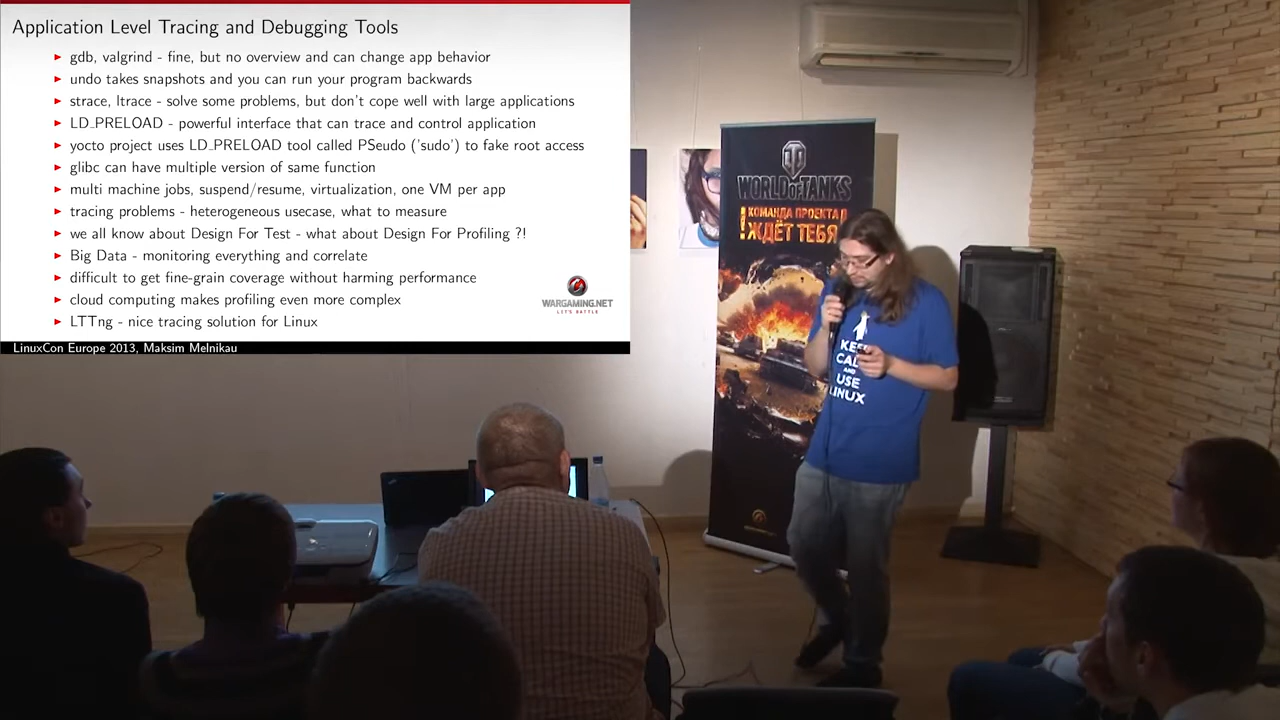 Application Level Tracing and Debugging Tools
gdb, valgrind - fine, but no overview and can change app behavior
undo takes snapshots and you can run your program backwards
strace, ltrace - solve some problems, but don't cope well with large applications
LD_PRELOAD - powerful interface that can trace and control application
yocto project uses LD_PRELOAD tool called PSeudo ('sudo') to fake root access
glibc can have multiple version of same function
multi machine jobs, suspend/resume, virtualization, one VM per app
tracing problems - heterogeneous usecase, what to measure
we all know about Design For Test - what about Design For Profiling ?!
Big Data - monitoring everything and correlate
difficult to get fine-grain coverage without harming performance
cloud computing makes profiling even more complex
LTTng - nice tracing solution for Linux
WARGAMING.NET
LET'S BATTLE
LinuxCon Europe 2013, Maksim Melnikau
WORLD OF TANKS
КОМАНДА ПРОЕКТА
ЖДЁТ ТЕБЯ
KEEP
CALM
AND
USE
LINUX